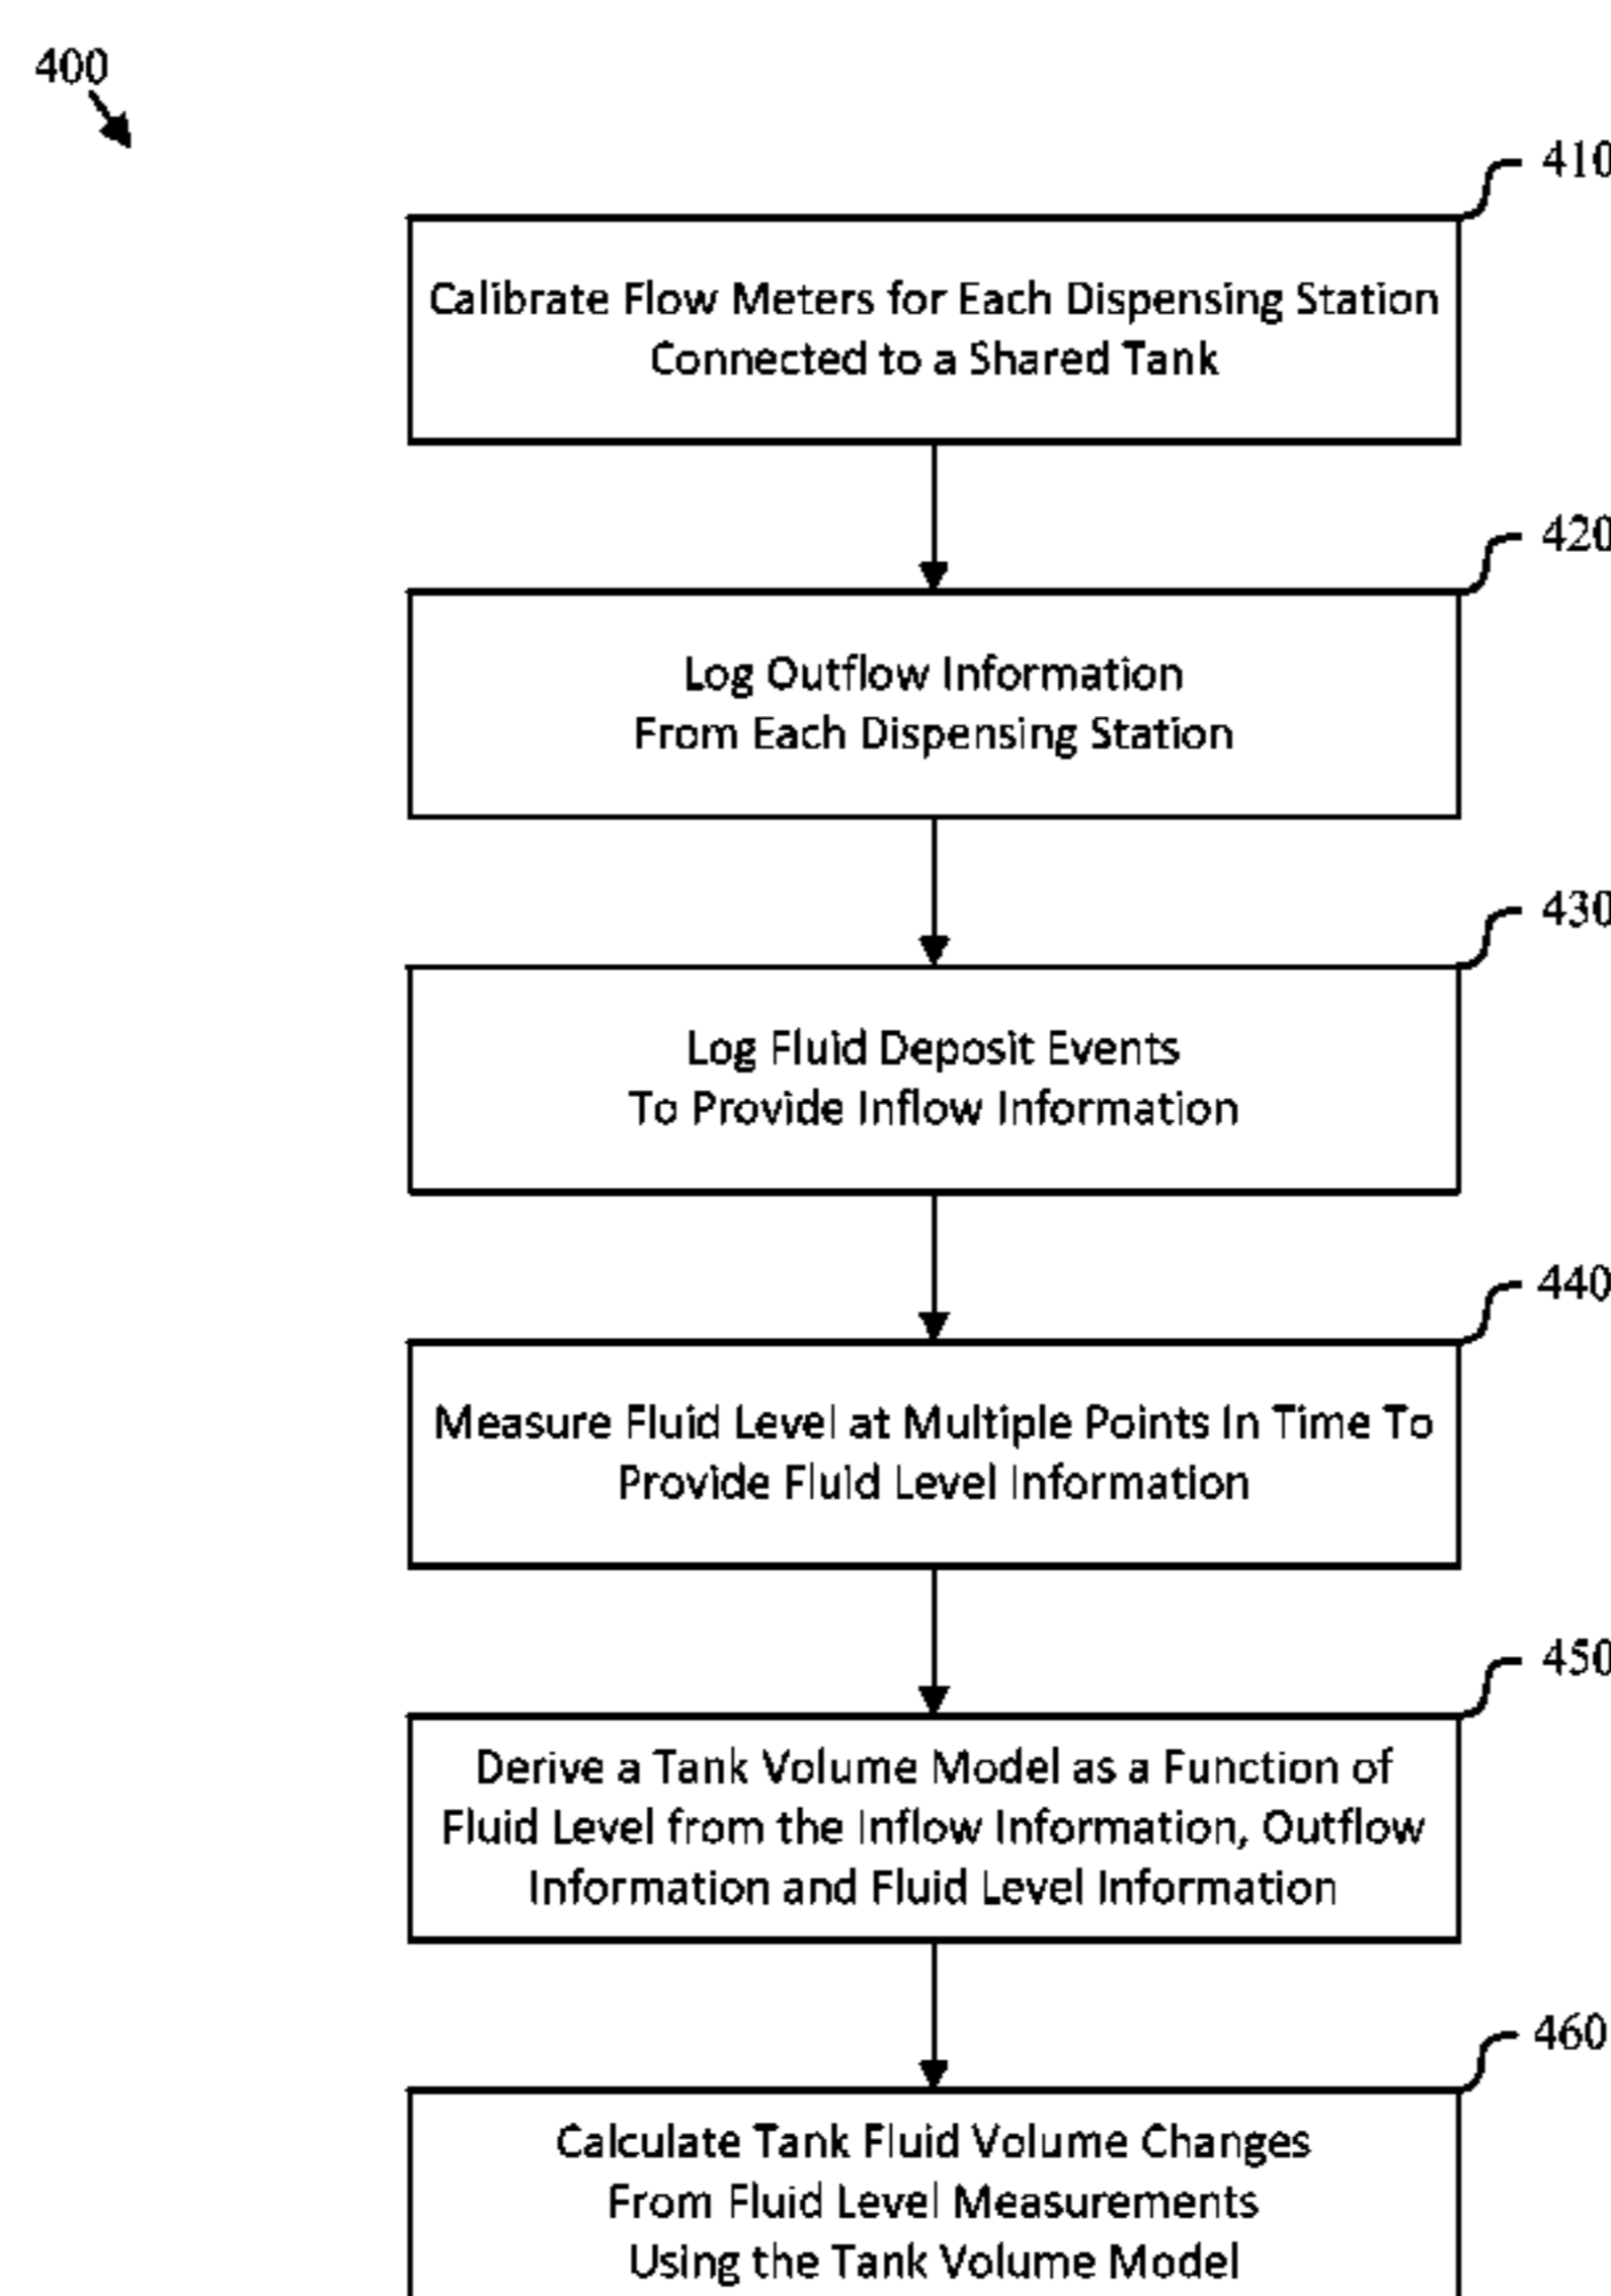 400
410
Calibrate Flow Meters for Each Dispensing Station
Connected to a Shared Tank
420
Log Outflow Information
From Each Dispensing Station
430
Log Fluid Deposit Events
To Provide Inflow Information
440
Measure Fluid Level at Multiple Points In Time To
Provide Fluid Level Information
450
Derive a Tank Volume Model as a Function of
Fluid Level from the Inflow Information, Outflow
Information and Fluid Level Information
460
Calculate Tank Fluid Volume Changes
From Fluid Level Measurements
Using the Tank Volume Model